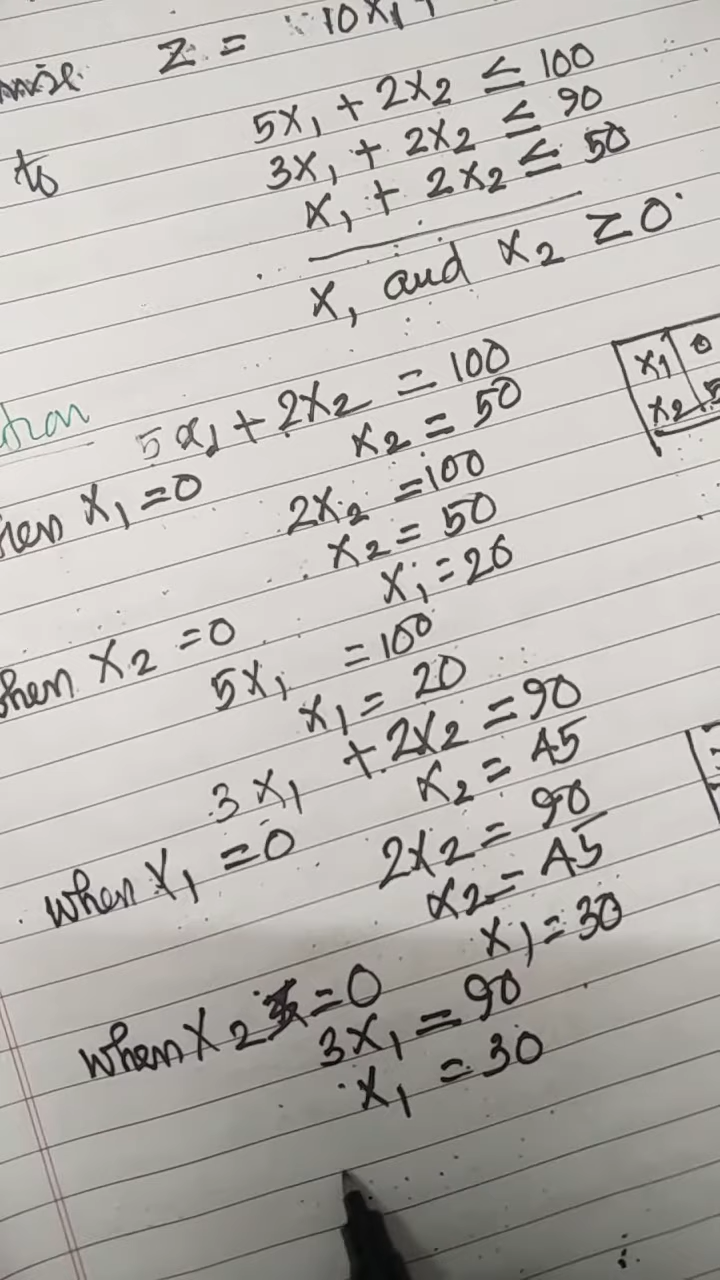 Z = 10X1
to 5X1 + 2X2 ≤ 100
3X1 + 2X2 ≤ 90
X1 + 2X2 ≤ 50
X1 and X2 ≥ 0
X1 0
X2
5X1 + 2X2 = 100
X1 = 0 X2 = 50
2X2 = 100
X2 = 50
X1 = 20
when X2 = 0
5X1 = 100
X1 = 20
3X1 + 2X2 = 90
when X1 = 0 X2 = 45
2X2 = 90
X2 = 45
X1 = 30
when X2 = 0
3X1 = 90
X1 = 30